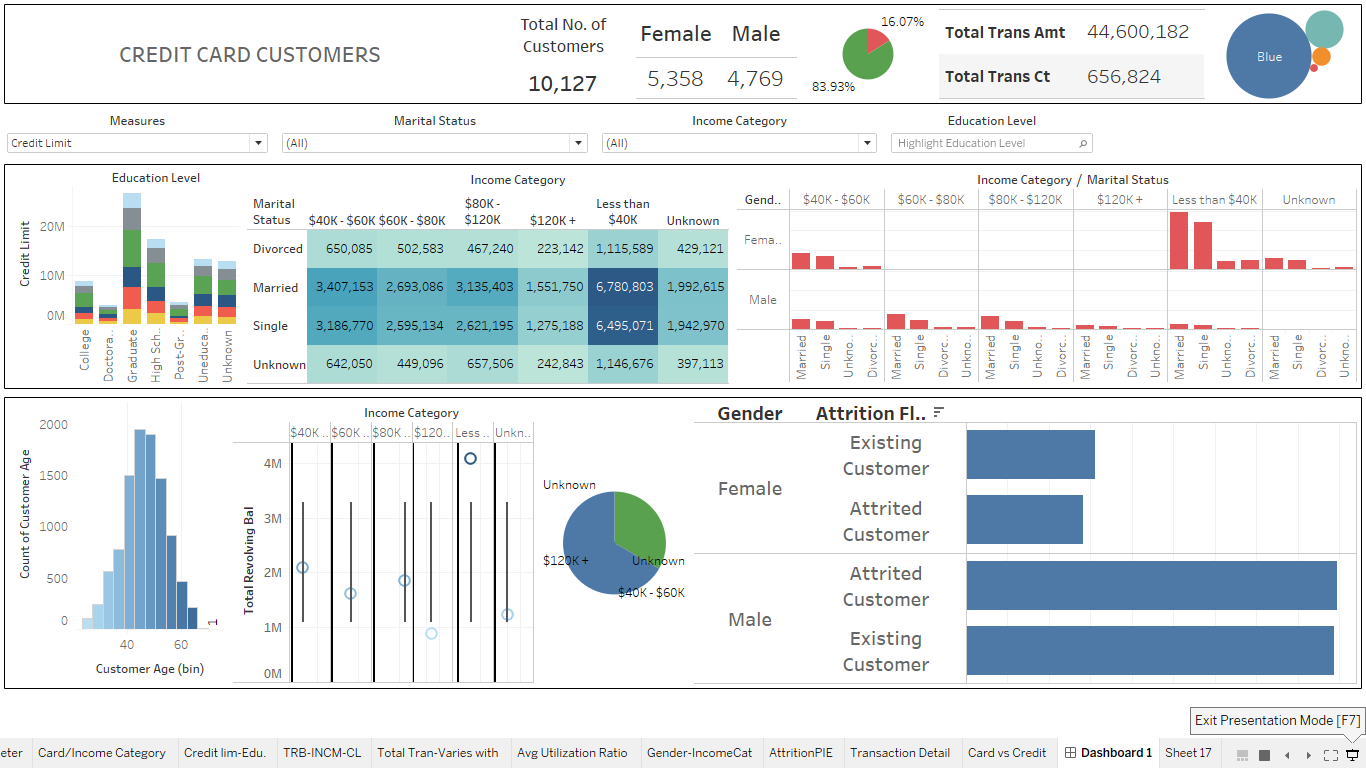 CREDIT CARD CUSTOMERS
Total No. of
Customers
10,127
Female Male
5,358 4,769
16.07%
83.93%
Total Trans Amt 44,600,182
Total Trans Ct 656,824
Blue
Measures
Credit Limit
Marital Status
(All)
Income Category
(All)
Education Level
Highlight Education Level
Education Level
Credit Limit
20M
10M
0M
College
Doctora..
Graduate
High Sch..
Post-Gr..
Uneduca..
Unknown
Income Category
Marital
Status
$40K - $60K
$60K - $80K
$80K -
$120K
$120K +
Less than
$40K
Unknown
Divorced 650,085 502,583 467,240 223,142 1,115,589 429,121
Married 3,407,153 2,693,086 3,135,403 1,551,750 6,780,803 1,992,615
Single 3,186,770 2,595,134 2,621,195 1,275,188 6,495,071 1,942,970
Unknown 642,050 449,096 657,506 242,843 1,146,676 397,113
Income Category / Marital Status
Gend.. $40K - $60K $60K - $80K $80K - $120K $120K + Less than $40K Unknown
Fema..
Male
Married
Single
Unkno..
Divorc..
Married
Single
Divorc..
Unkno..
Married
Single
Unkno..
Divorc..
Married
Single
Unkno..
Divorc..
Married
Single
Unkno..
Divorc..
Married
Single
Divorc..
Unkno..
Count of Customer Age
2000
1500
1000
500
0
1
40 60
Customer Age (bin)
Income Category
$40K .. $60K .. $80K .. $120.. Less .. Unkn..
Total Revolving Bal
4M
3M
2M
1M
0M
Unknown
$120K +
Unknown
$40K - $60K
Gender Attrition Fl..
Female
Existing
Customer
Attrited
Customer
Male
Attrited
Customer
Existing
Customer
Exit Presentation Mode [F7]
eter Card/Income Category Credit lim-Edu. TRB-INCM-CL Total Tran-Varies with Avg Utilization Ratio Gender-IncomeCat AttritionPIE Transaction Detail Card vs Credit Dashboard 1 Sheet 17